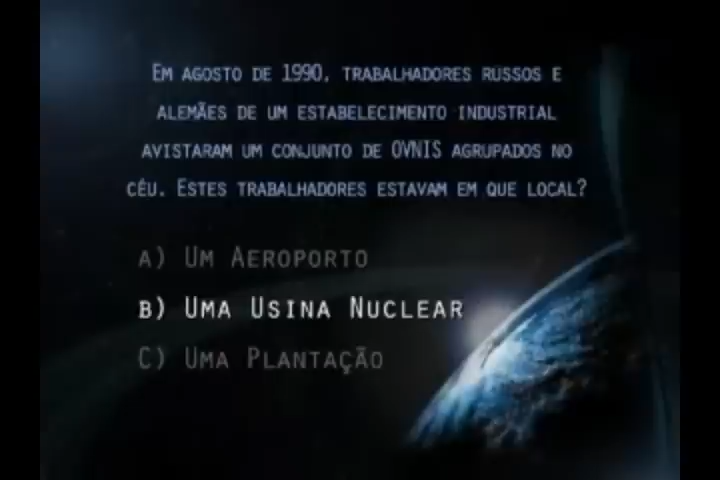 Em agosto de 1990, trabalhadores russos e
alemães de um estabelecimento industrial
avistaram um conjunto de OVNIS agrupados no
céu. Estes trabalhadores estavam em que local?
a) Um Aeroporto
b) Uma Usina Nuclear
c) Uma Plantação